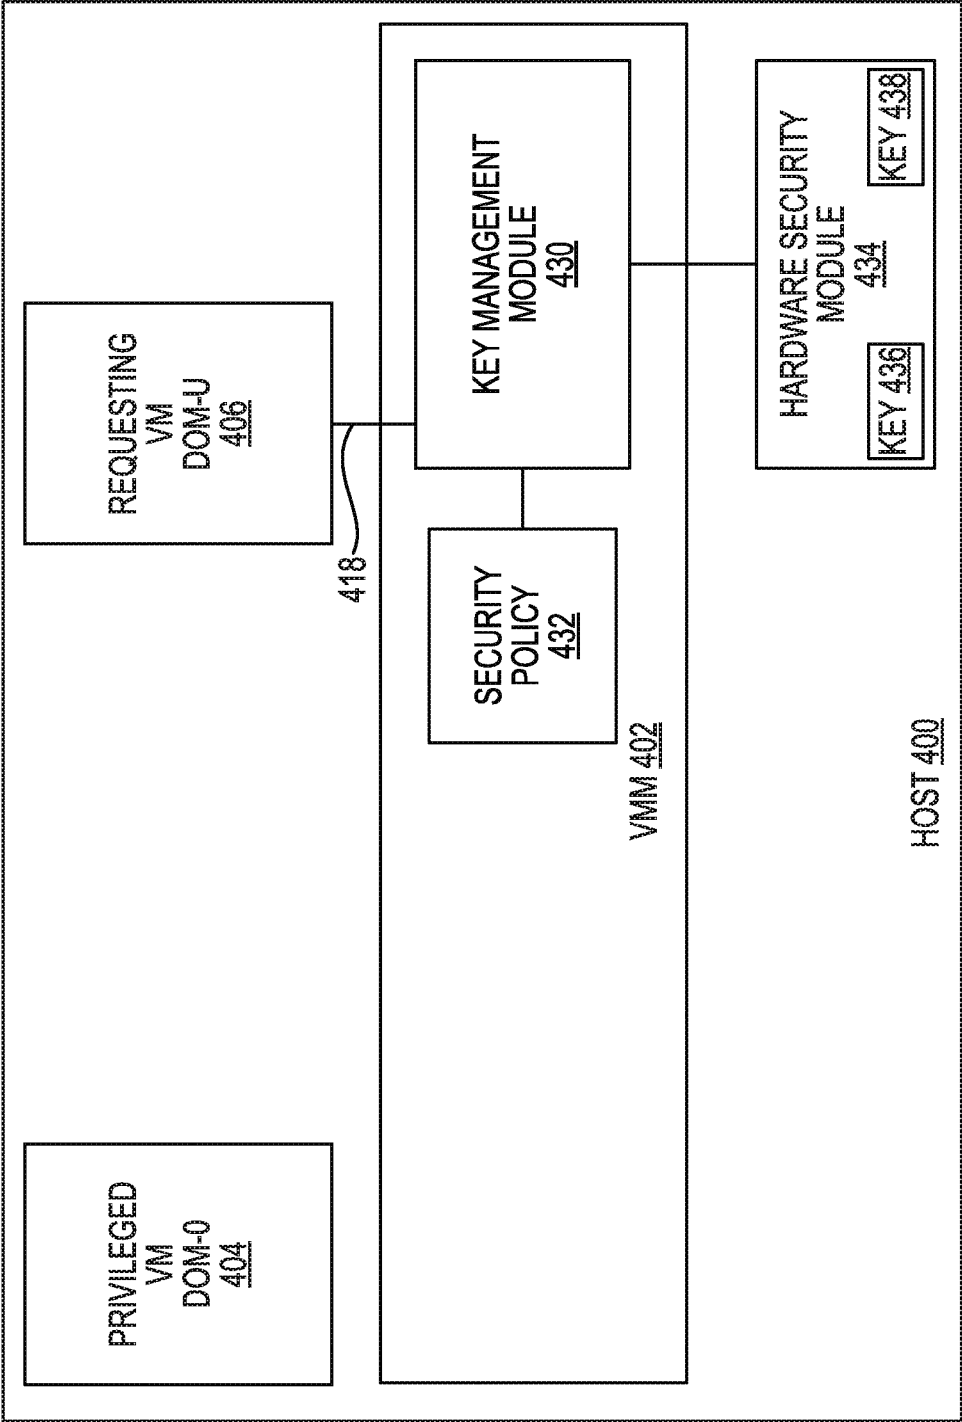 PRIVILEGED
VM
DOM-0
404
REQUESTING
VM
DOM-U
406
418
SECURITY
POLICY
432
KEY MANAGEMENT
MODULE
430
VMM 402
HARDWARE SECURITY
MODULE
434
KEY 436
KEY 438
HOST 400